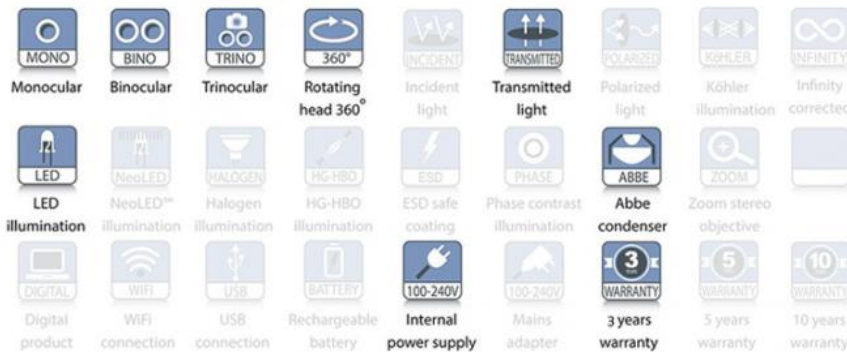 MONO BINO TRINO 360° INCIDENT TRANSMITTED POLARIZED KöHLER INFINITY
Monocular Binocular Trinocular Rotating Incident Transmitted Polarized Köhler Infinity
head 360° light light light illumination corrected
LED NeoLED HALOGEN HG-HBO ESD PHASE ABBE ZOOM
LED NeoLED™ Halogen HG-HBO ESD safe Phase contrast Abbe Zoom stereo
illumination illumination illumination illumination coating illumination condenser objective
DIGITAL WIFI USB BATTERY 100-240V 100-240V 3 WARRANTY 5 WARRANTY 10 WARRANTY
Digital WiFi USB Rechargeable Internal Mains 3 years 5 years 10 years
product connection connection battery power supply adapter warranty warranty warranty